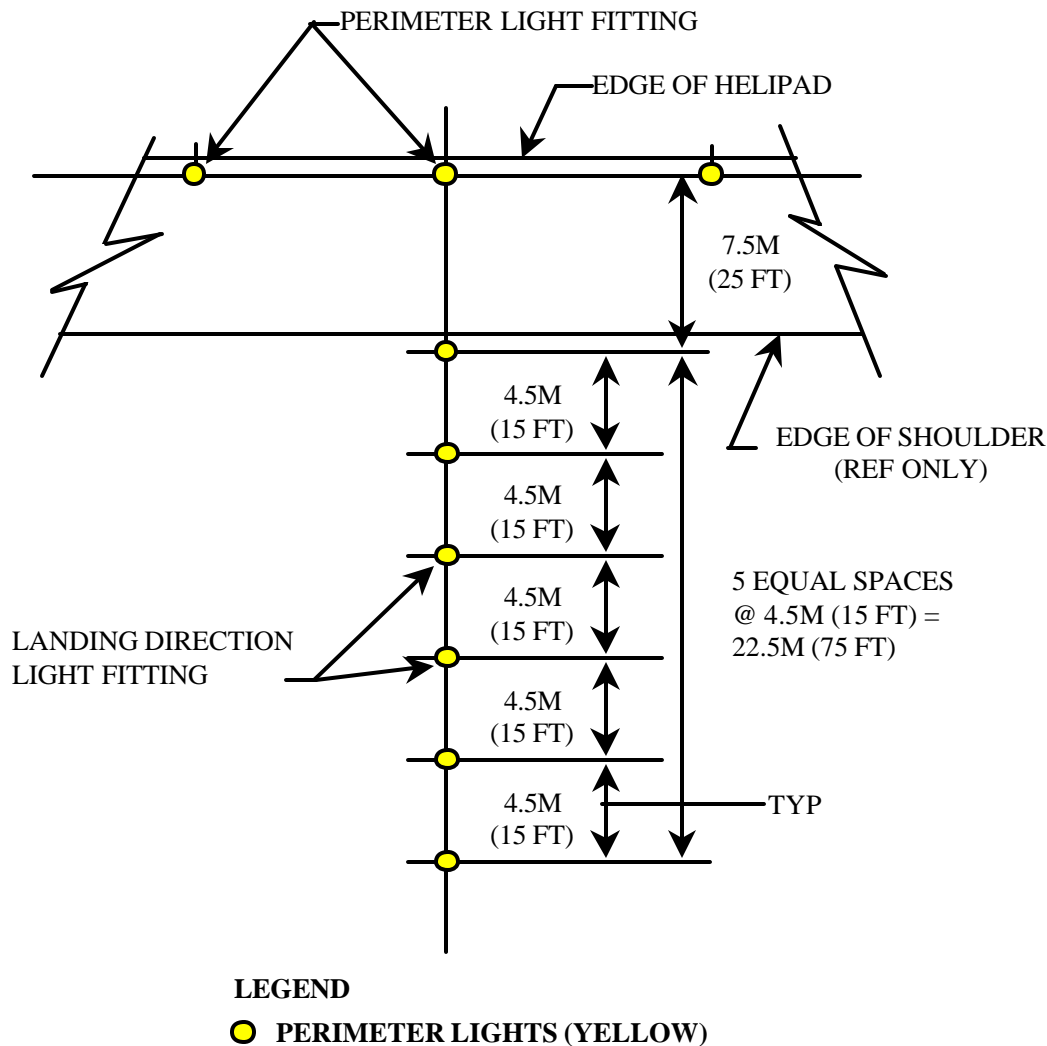 PERIMETER LIGHT FITTING
EDGE OF HELIPAD
7.5M
(25 FT)
4.5M
(15 FT)
EDGE OF SHOULDER
(REF ONLY)
4.5M
(15 FT)
5 EQUAL SPACES
@ 4.5M (15 FT) =
22.5M (75 FT)
4.5M
(15 FT)
LANDING DIRECTION
LIGHT FITTING
4.5M
(15 FT)
4.5M
(15 FT)
TYP
LEGEND
PERIMETER LIGHTS (YELLOW)